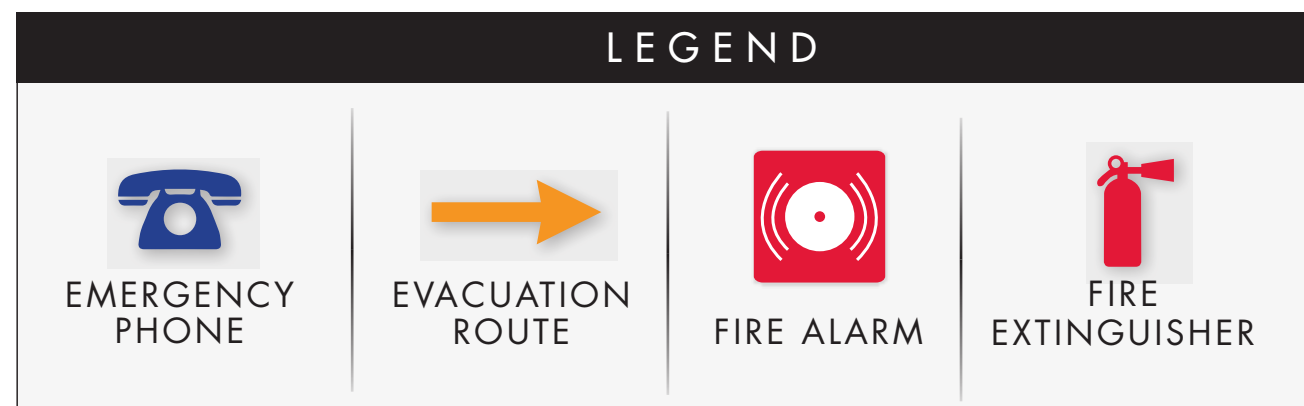 LEGEND
EMERGENCY
PHONE
EVACUATION
ROUTE
FIRE ALARM
FIRE
EXTINGUISHER